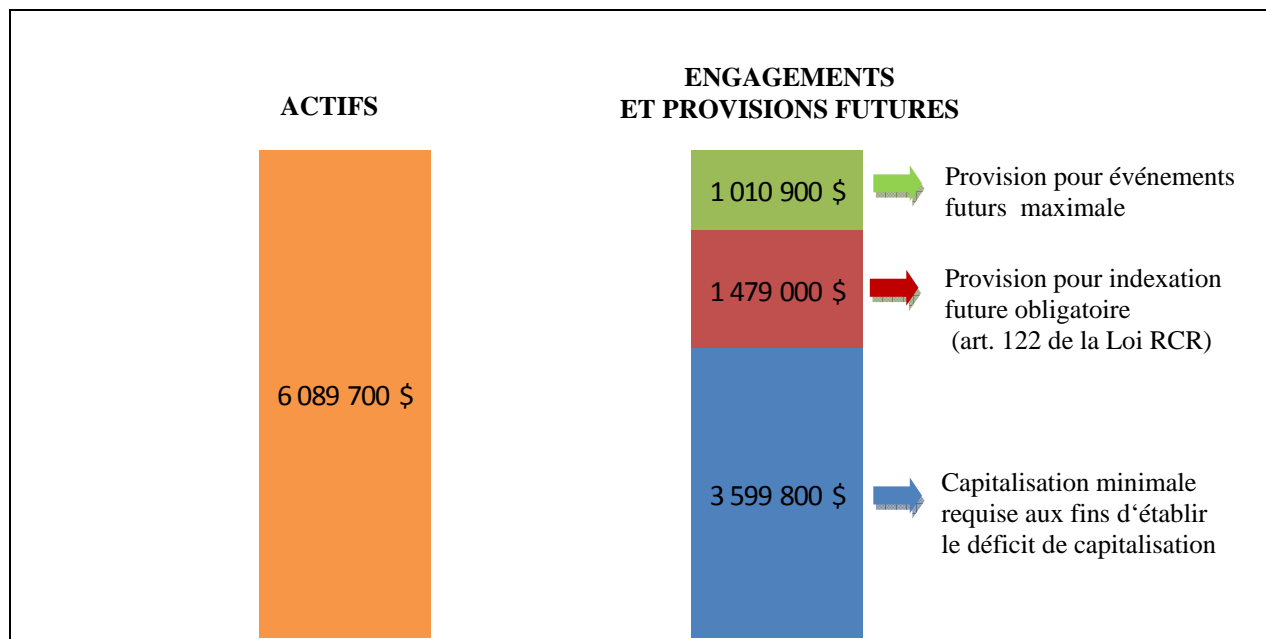 ACTIFS
6 089 700 $
ENGAGEMENTS
ET PROVISIONS FUTURES
1 010 900 $
Provision pour événements
futurs maximale
1 479 000 $
Provision pour indexation
future obligatoire
(art. 122 de la Loi RCR)
3 599 800 $
Capitalisation minimale
requise aux fins d‘établir
le déficit de capitalisation